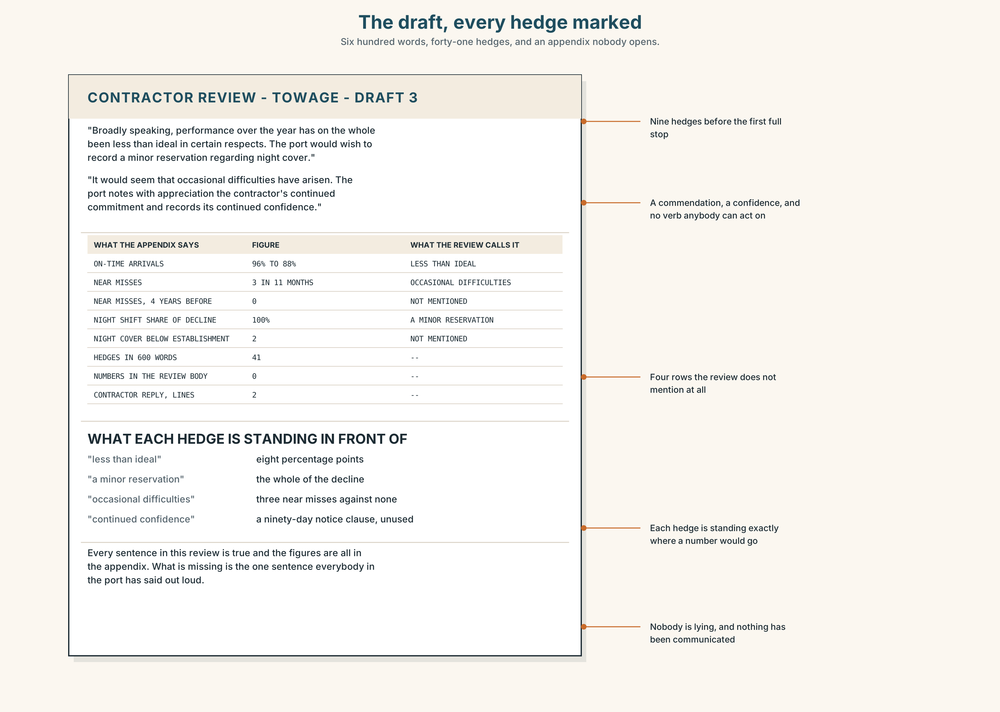 The draft, every hedge marked
Six hundred words, forty-one hedges, and an appendix nobody opens.
CONTRACTOR REVIEW - TOWAGE - DRAFT 3
"Broadly speaking, performance over the year has on the whole
been less than ideal in certain respects. The port would wish to
record a minor reservation regarding night cover."
Nine hedges before the first full
stop
"It would seem that occasional difficulties have arisen. The
port notes with appreciation the contractor's continued
commitment and records its continued confidence."
A commendation, a confidence, and
no verb anybody can act on
WHAT THE APPENDIX SAYS FIGURE WHAT THE REVIEW CALLS IT
ON-TIME ARRIVALS 96% TO 88% LESS THAN IDEAL
NEAR MISSES 3 IN 11 MONTHS OCCASIONAL DIFFICULTIES
NEAR MISSES, 4 YEARS BEFORE 0 NOT MENTIONED
NIGHT SHIFT SHARE OF DECLINE 100% A MINOR RESERVATION
NIGHT COVER BELOW ESTABLISHMENT 2 NOT MENTIONED
HEDGES IN 600 WORDS 41 --
NUMBERS IN THE REVIEW BODY 0 --
CONTRACTOR REPLY, LINES 2 --
Four rows the review does not
mention at all
WHAT EACH HEDGE IS STANDING IN FRONT OF
"less than ideal" eight percentage points
"a minor reservation" the whole of the decline
"occasional difficulties" three near misses against none
"continued confidence" a ninety-day notice clause, unused
Each hedge is standing exactly
where a number would go
Every sentence in this review is true and the figures are all in
the appendix. What is missing is the one sentence everybody in
the port has said out loud.
Nobody is lying, and nothing has
been communicated